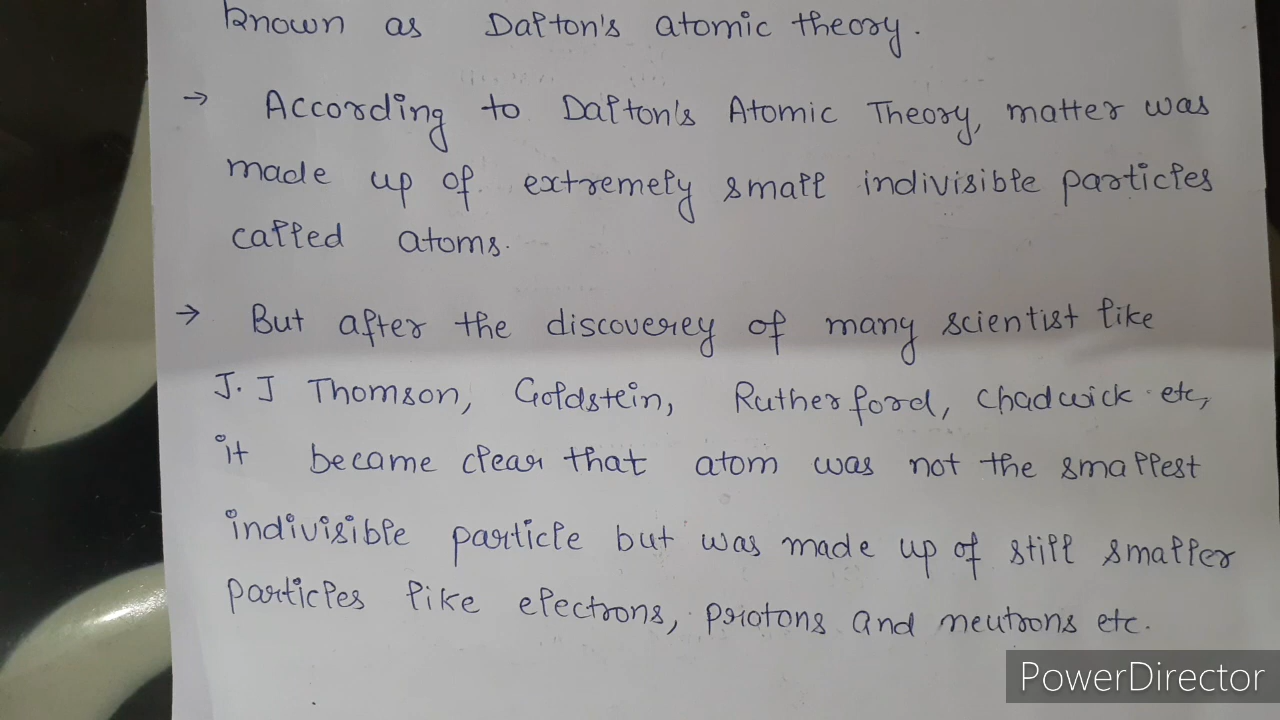 known as Dalton's atomic theory.
→ According to Dalton's Atomic Theory, matter was
made up of extremely small indivisible particles
called atoms.
→ But after the discoverey of many scientist like
J. J Thomson, Goldstein, Rutherford, Chadwick etc,
it became clear that atom was not the smallest
indivisible particle but was made up of still smaller
particles like electrons, protons and neutrons etc.
PowerDirector